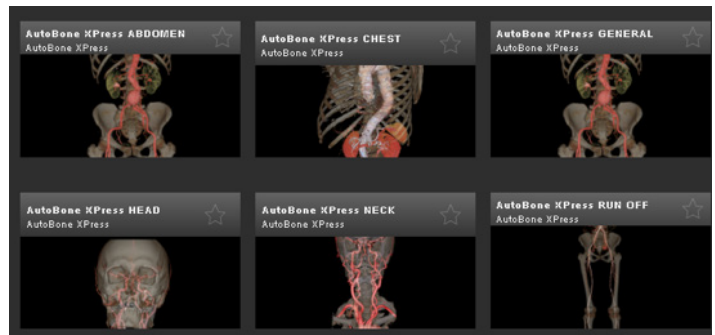 AutoBone XPress ABDOMEN
AutoBone XPress
AutoBone XPress CHEST
AutoBone XPress
AutoBone XPress GENERAL
AutoBone XPress
AutoBone XPress HEAD
AutoBone XPress
AutoBone XPress NECK
AutoBone XPress
AutoBone XPress RUN OFF
AutoBone XPress